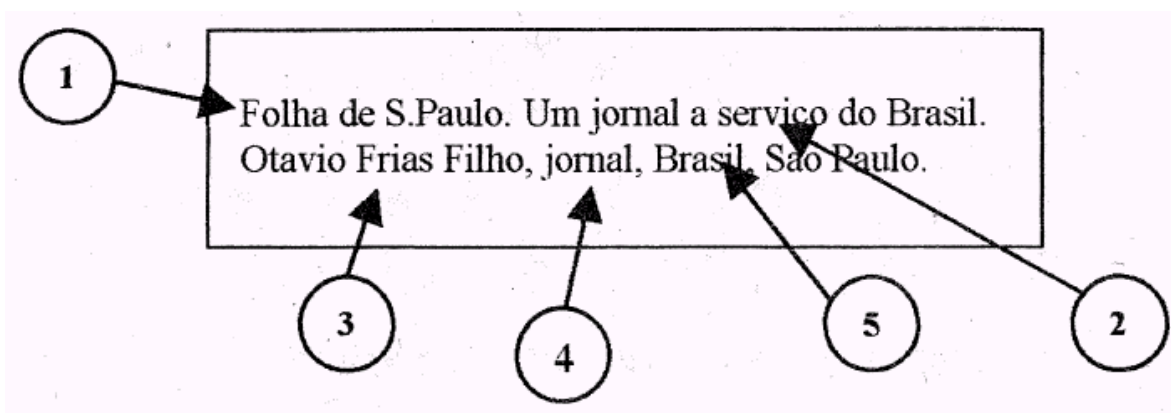 1
Folha de S.Paulo. Um jornal a serviço do Brasil.
Otavio Frias Filho, jornal, Brasil, São Paulo.
3
4
5
2